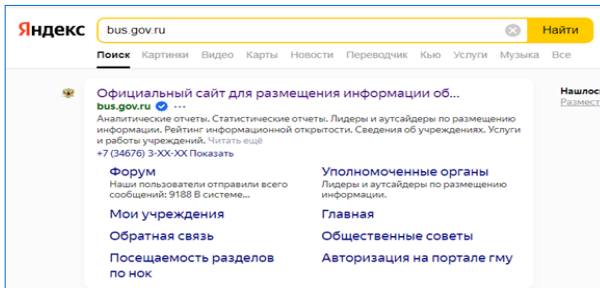 Яндекс
bus.gov.ru
Найти
Поиск Картинки Видео Карты Новости Переводчик Кью Услуги Музыка Все
Официальный сайт для размещения информации об...
bus.gov.ru
Аналитические отчеты. Статистические отчеты. Лидеры и аутсайдеры по размещению
информации. Рейтинг информационной открытости. Сведения об учреждениях. Услуги
и работы учреждений. Читать ещё
+7 (34676) 3-XX-XX Показать
Форум
Наши пользователи отправили всего
сообщений: 9188 В системе...
Уполномоченные органы
Лидеры и аутсайдеры по размещению
информации.
Мои учреждения
Главная
Обратная связь
Общественные советы
Посещаемость разделов
по нок
Авторизация на портале гму
Нашлос
Размест